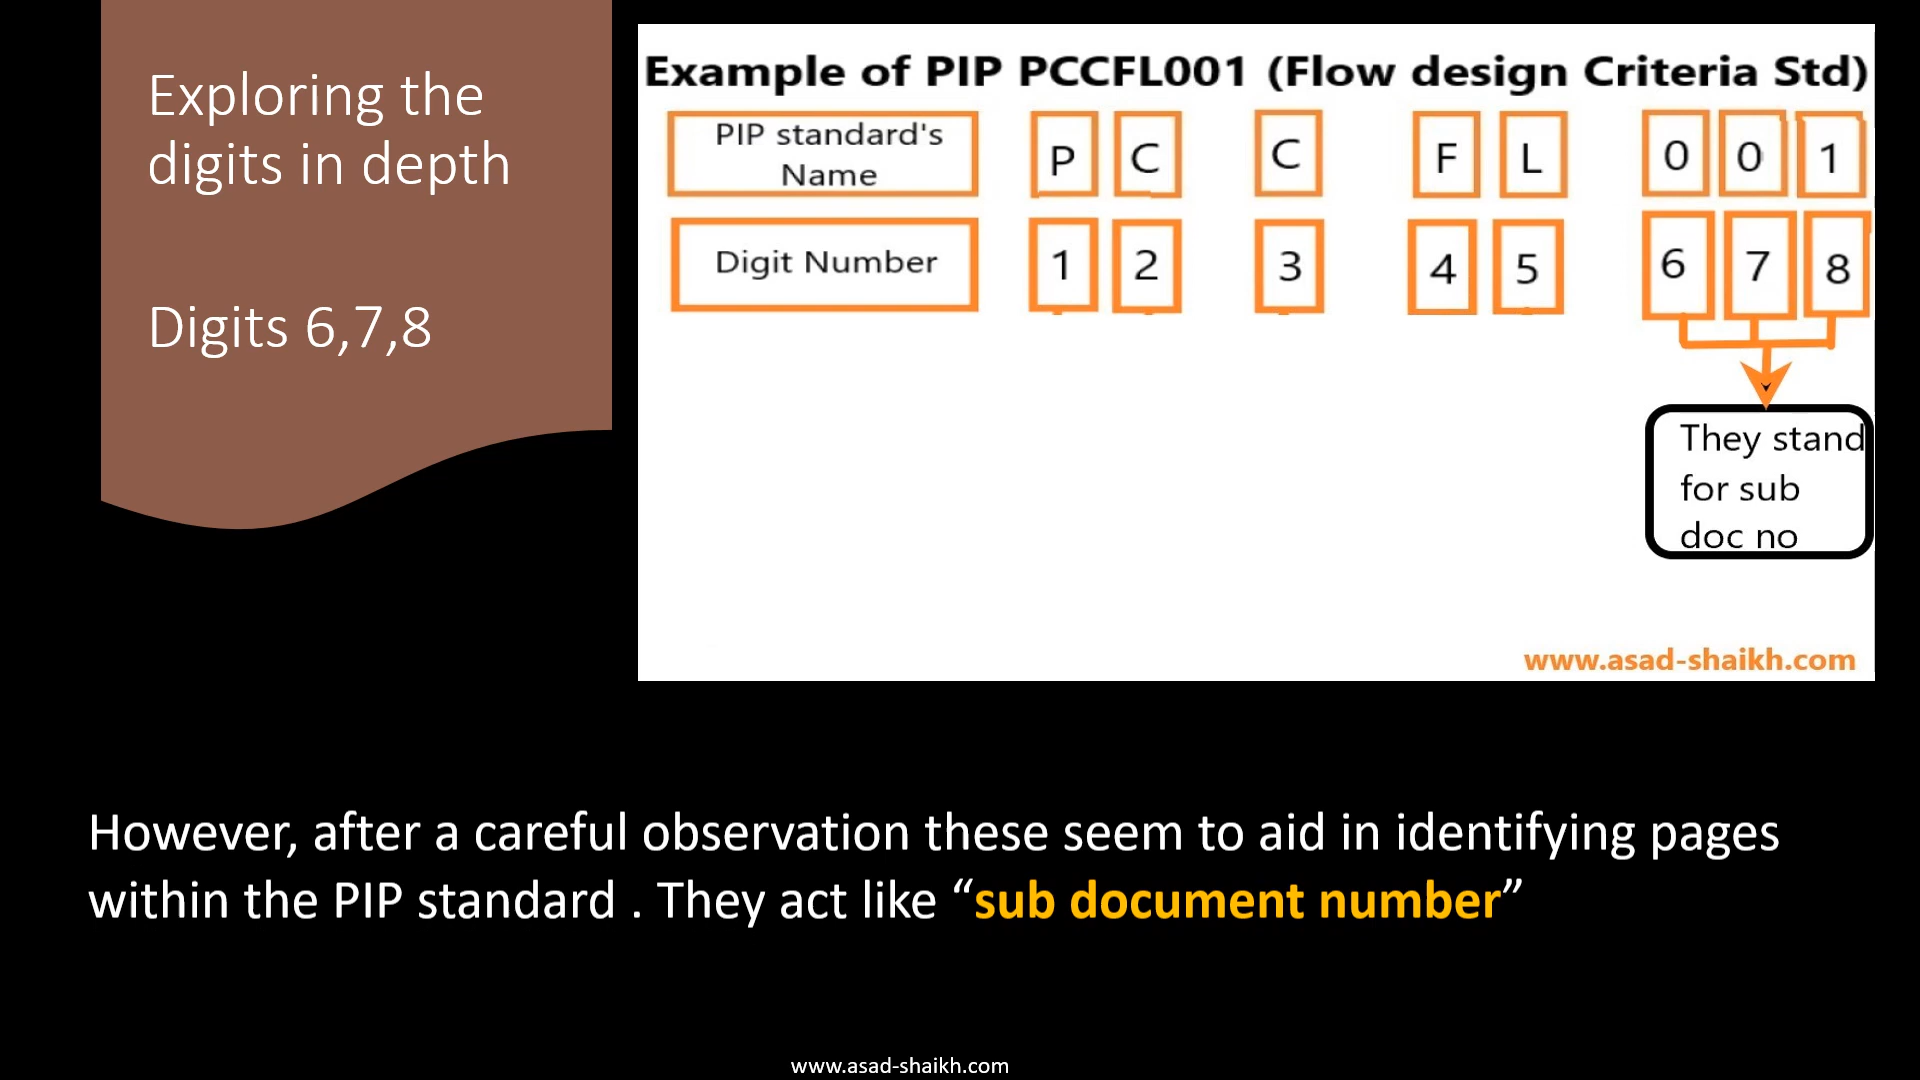 Exploring the
digits in depth
Digits 6,7,8
Example of PIP PCCFL001 (Flow design Criteria Std)
PIP standard's
Name
P C C F L 0 0 1
Digit Number 1 2 3 4 5 6 7 8
They stand
for sub
doc no
www.asad-shaikh.com
However, after a careful observation these seem to aid in identifying pages
within the PIP standard . They act like “sub document number”
www.asad-shaikh.com